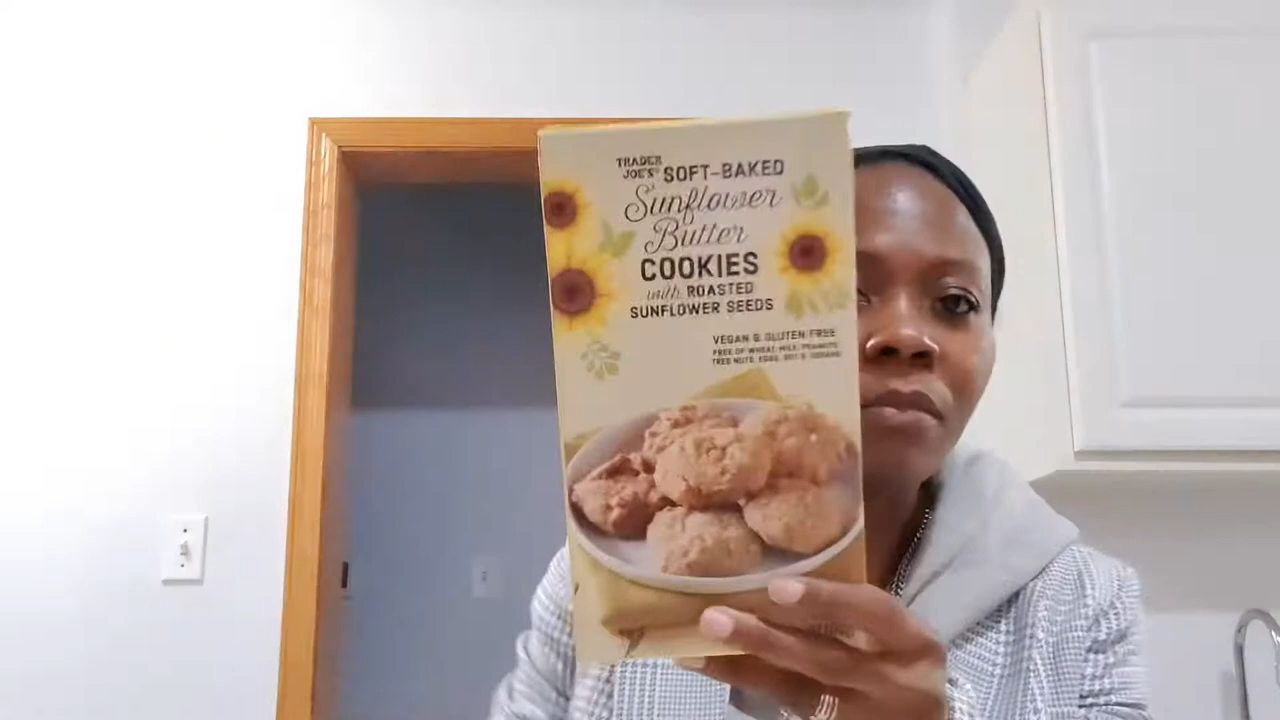 TRADER
JOE'S SOFT-BAKED
Sunflower
Butter
COOKIES
with ROASTED
SUNFLOWER SEEDS
VEGAN & GLUTEN FREE
FREE OF WHEAT, MILK, PEANUTS,
TREE NUTS, EGGS, SOY & SESAME